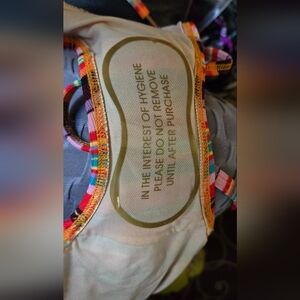 IN THE INTEREST OF HYGIENE
PLEASE DO NOT REMOVE
UNTIL AFTER PURCHASE